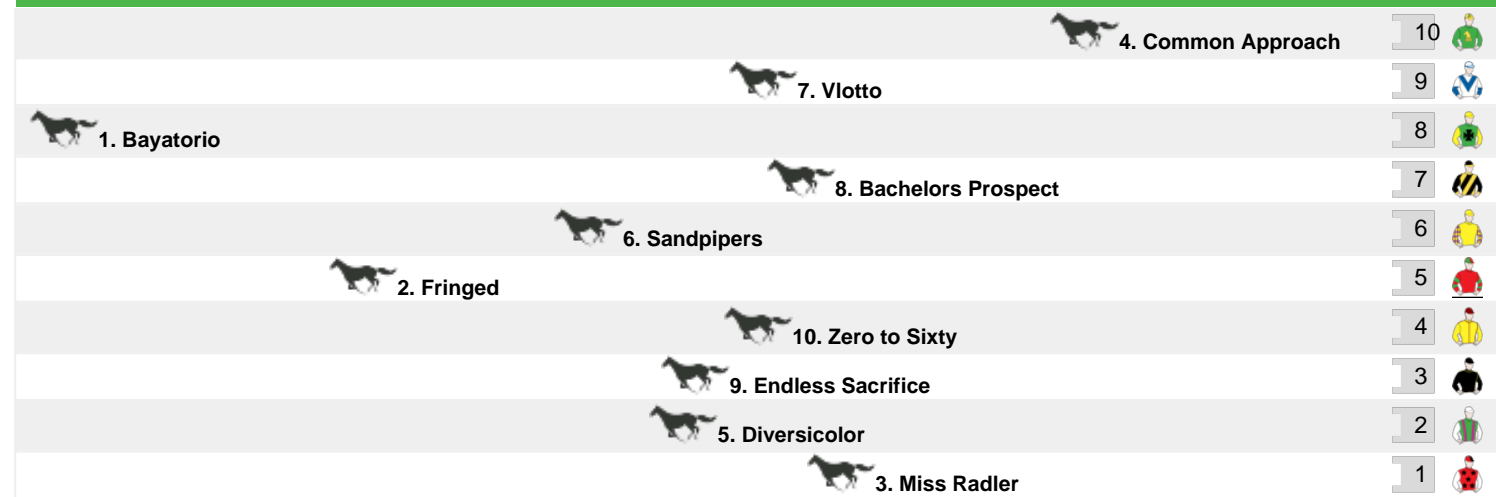 4. Common Approach 10
7. Vlotto 9
1. Bayatorio 8
8. Bachelors Prospect 7
6. Sandpipers 6
2. Fringed 5
10. Zero to Sixty 4
9. Endless Sacrifice 3
5. Diversicolor 2
3. Miss Radler 1